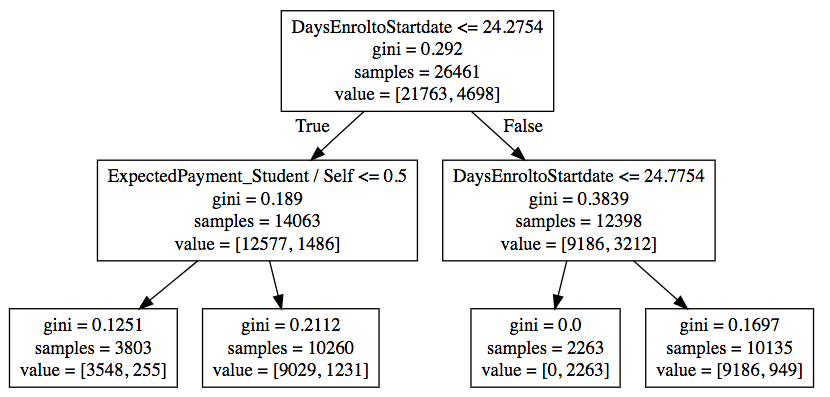 DaysEnroltoStartdate <= 24.2754
gini = 0.292
samples = 26461
value = [21763, 4698]
True
False
ExpectedPayment_Student / Self <= 0.5
gini = 0.189
samples = 14063
value = [12577, 1486]
DaysEnroltoStartdate <= 24.7754
gini = 0.3839
samples = 12398
value = [9186, 3212]
gini = 0.1251
samples = 3803
value = [3548, 255]
gini = 0.2112
samples = 10260
value = [9029, 1231]
gini = 0.0
samples = 2263
value = [0, 2263]
gini = 0.1697
samples = 10135
value = [9186, 949]